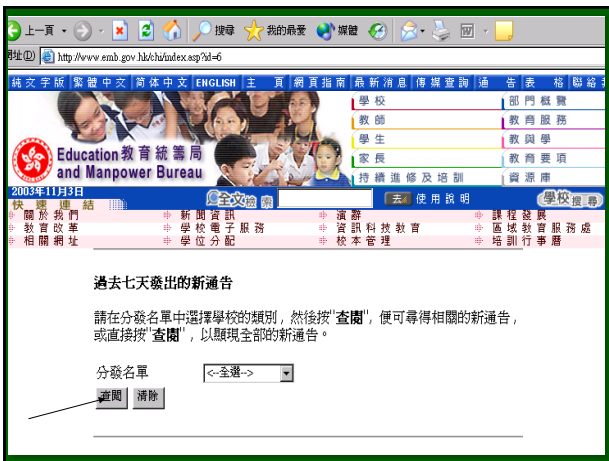 上一頁 搜尋 我的最愛 媒體
網址(D) http://www.emb.gov.hk/chi/index.asp?id=6
純文字版 繁體中文 简体中文 ENGLISH 主頁 網頁指南 最新消息 傳媒查詢 通告 表格 聯絡
學校 部門概覽
教師 教育服務
學生 教與學
家長 教育要項
持續進修及培訓 資源庫
Education 教育統籌局
and Manpower Bureau
2003年11月3日
快速連結 全文檢索 去 使用說明 學校搜尋
關於我們 新聞資訊 演辭 課程發展
教育改革 學校電子服務 資訊科技教育 區域教育服務處
相關網址 學位分配 校本管理 培訓行事曆
過去七天發出的新通告
請在分發名單中選擇學校的類別，然後按"查閱"，便可尋得相關的新通告，
或直接按"查閱"，以顯現全部的新通告。
分發名單 <--全選-->
查閱 清除